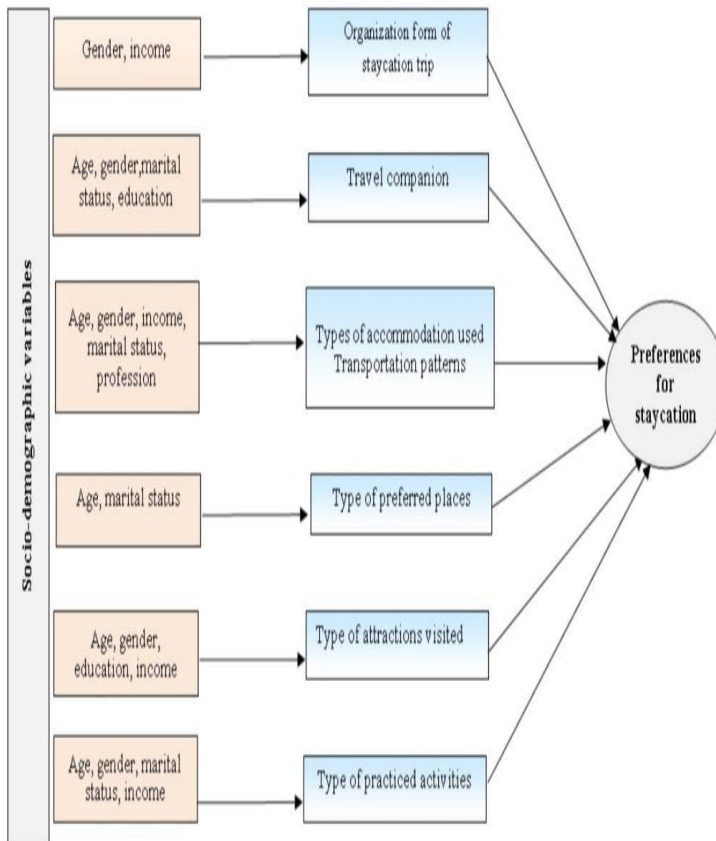 Socio-demographic variables
Gender, income
Organization form of
staycation trip
Age, gender,marital
status, education
Travel companion
Age, gender, income,
marital status,
profession
Types of accommodation used
Transportation patterns
Preferences
for
staycation
Age, marital status
Type of preferred places
Age, gender,
education, income
Type of attractions visited
Age, gender, marital
status, income
Type of practiced activities